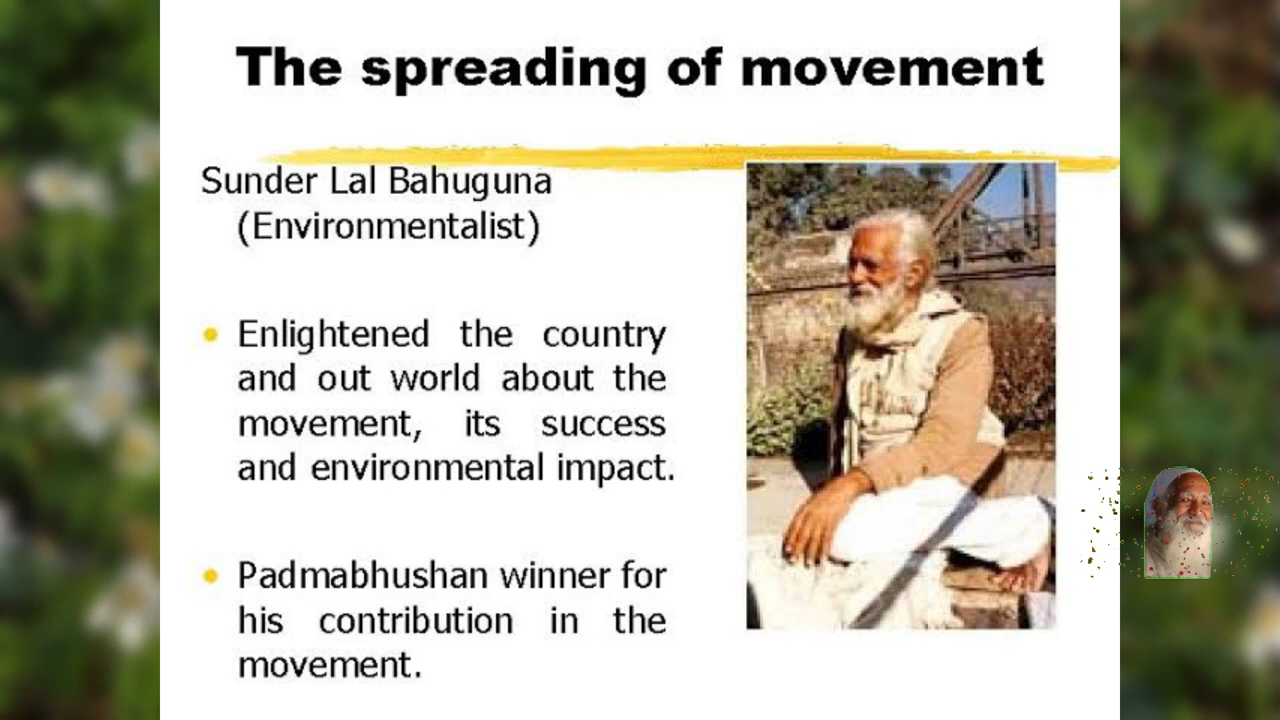 The spreading of movement
Sunder Lal Bahuguna
(Environmentalist)
• Enlightened the country
and out world about the
movement, its success
and environmental impact.
• Padmabhushan winner for
his contribution in the
movement.